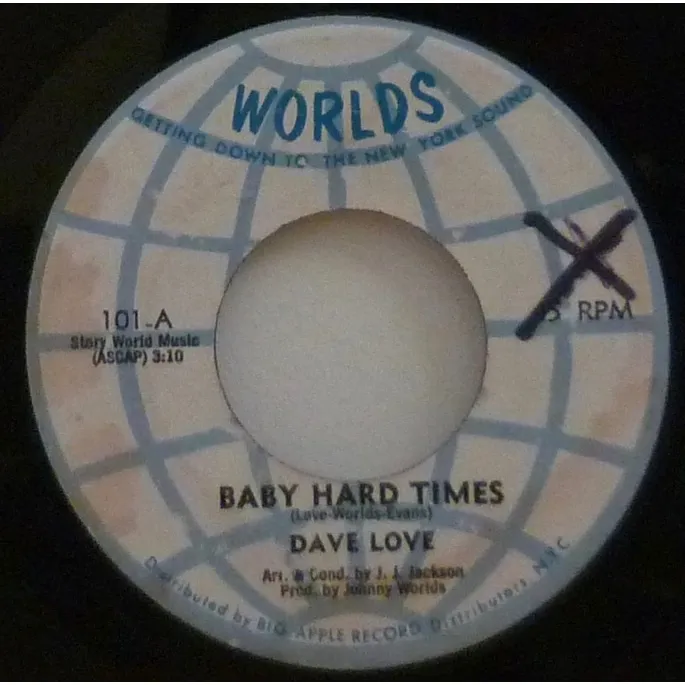 WORLDS
GETTING DOWN TO THE NEW YORK SOUND
101-A
Story World Music
(ASCAP) 3:10
RPM
BABY HARD TIMES
(Love-Worlds-Evans)
DAVE LOVE
Arr. & Cond. by J. J. Jackson
Prod. by Johnny Worlds
Distributed by BIG APPLE RECORD Distributors N.Y.C